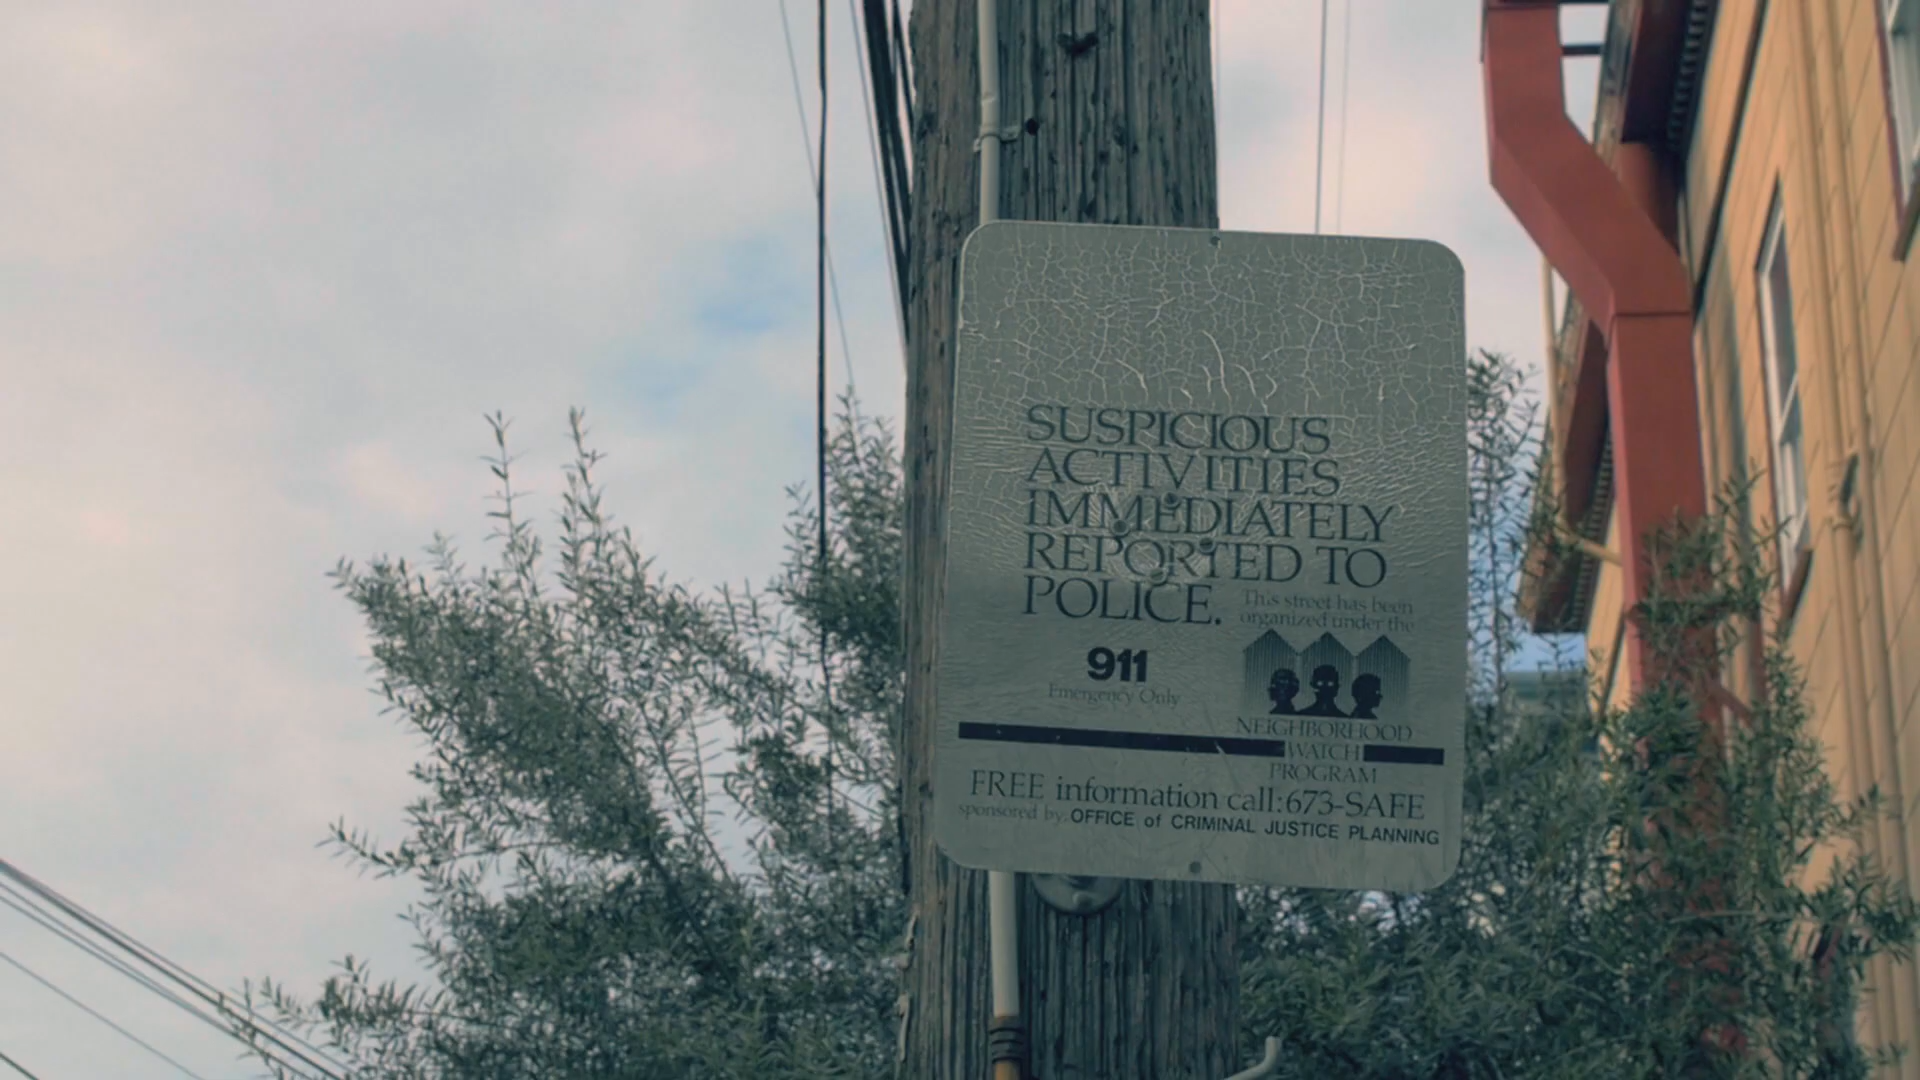 SUSPICIOUS
ACTIVITIES
IMMEDIATELY
REPORTED TO
POLICE.
This street has been
organized under the
911
Emergency Only
NEIGHBORHOOD
WATCH
PROGRAM
FREE information call:673-SAFE
sponsored by: OFFICE of CRIMINAL JUSTICE PLANNING